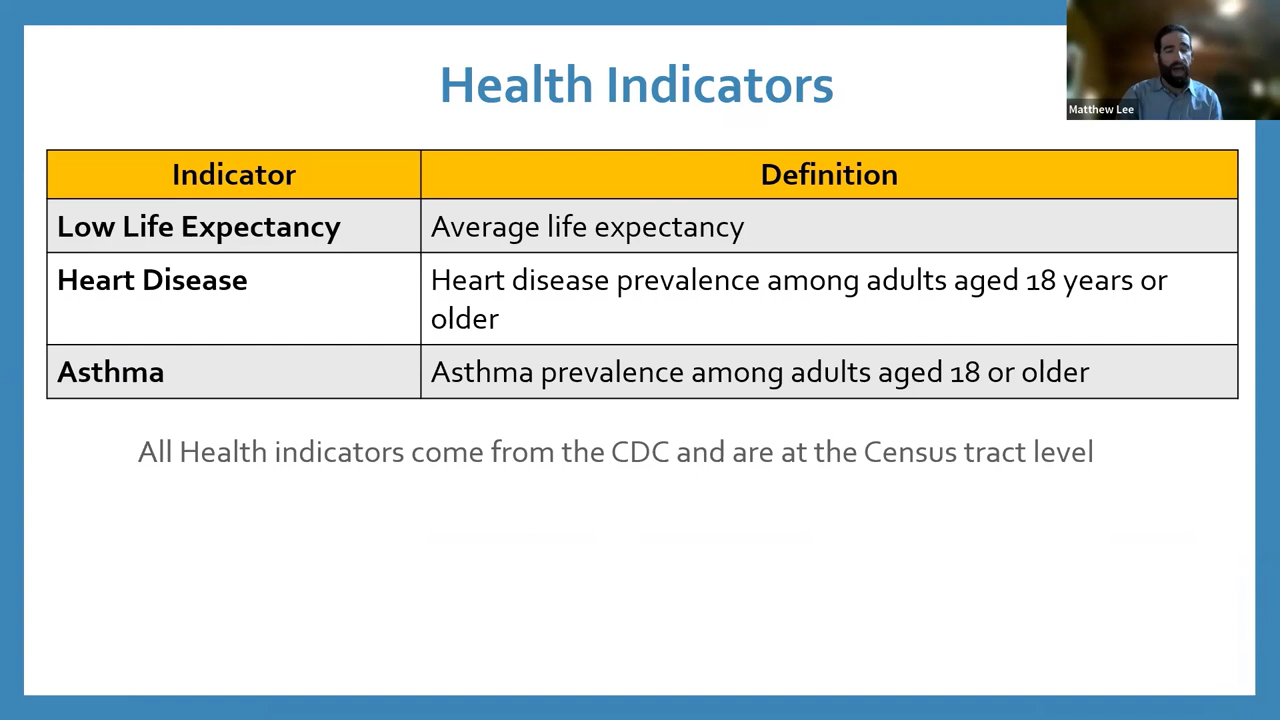 Health Indicators
Matthew Lee
Indicator
Definition
Low Life Expectancy
Average life expectancy
Heart Disease
Heart disease prevalence among adults aged 18 years or
older
Asthma
Asthma prevalence among adults aged 18 or older
All Health indicators come from the CDC and are at the Census tract level